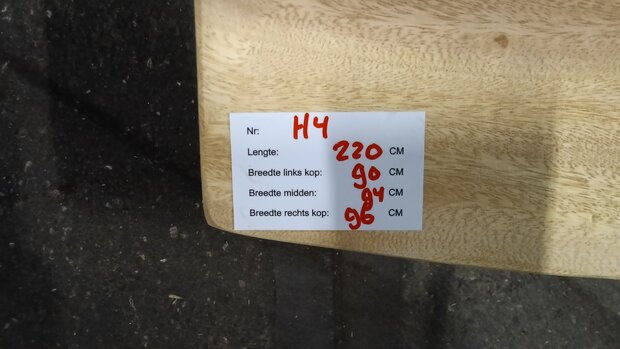 Nr: H4
Lengte: 220 CM
Breedte links kop: 90 CM
Breedte midden: 94 CM
Breedte rechts kop: 96 CM